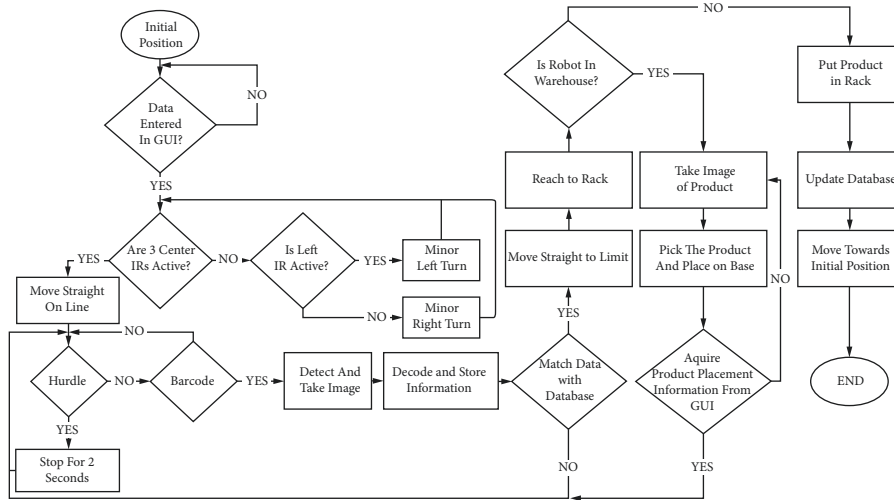 Initial
Position
NO
Data
Entered
In GUI?
YES
Are 3 Center
IRs Active?
YES
NO
Is Left
IR Active?
YES
Minor
Left Turn
NO
Minor
Right Turn
Move Straight
On Line
NO
Hurdle
NO
Barcode
YES
YES
Stop For 2
Seconds
Detect And
Take Image
Decode and Store
Information
Match Data
with
Database
NO
YES
Move Straight to Limit
Reach to Rack
Is Robot In
Warehouse?
NO
YES
Take Image
of Product
Pick The Product
And Place on Base
Aquire
Product Placement
Information From
GUI
NO
YES
Put Product
in Rack
Update Database
Move Towards
Initial Position
END